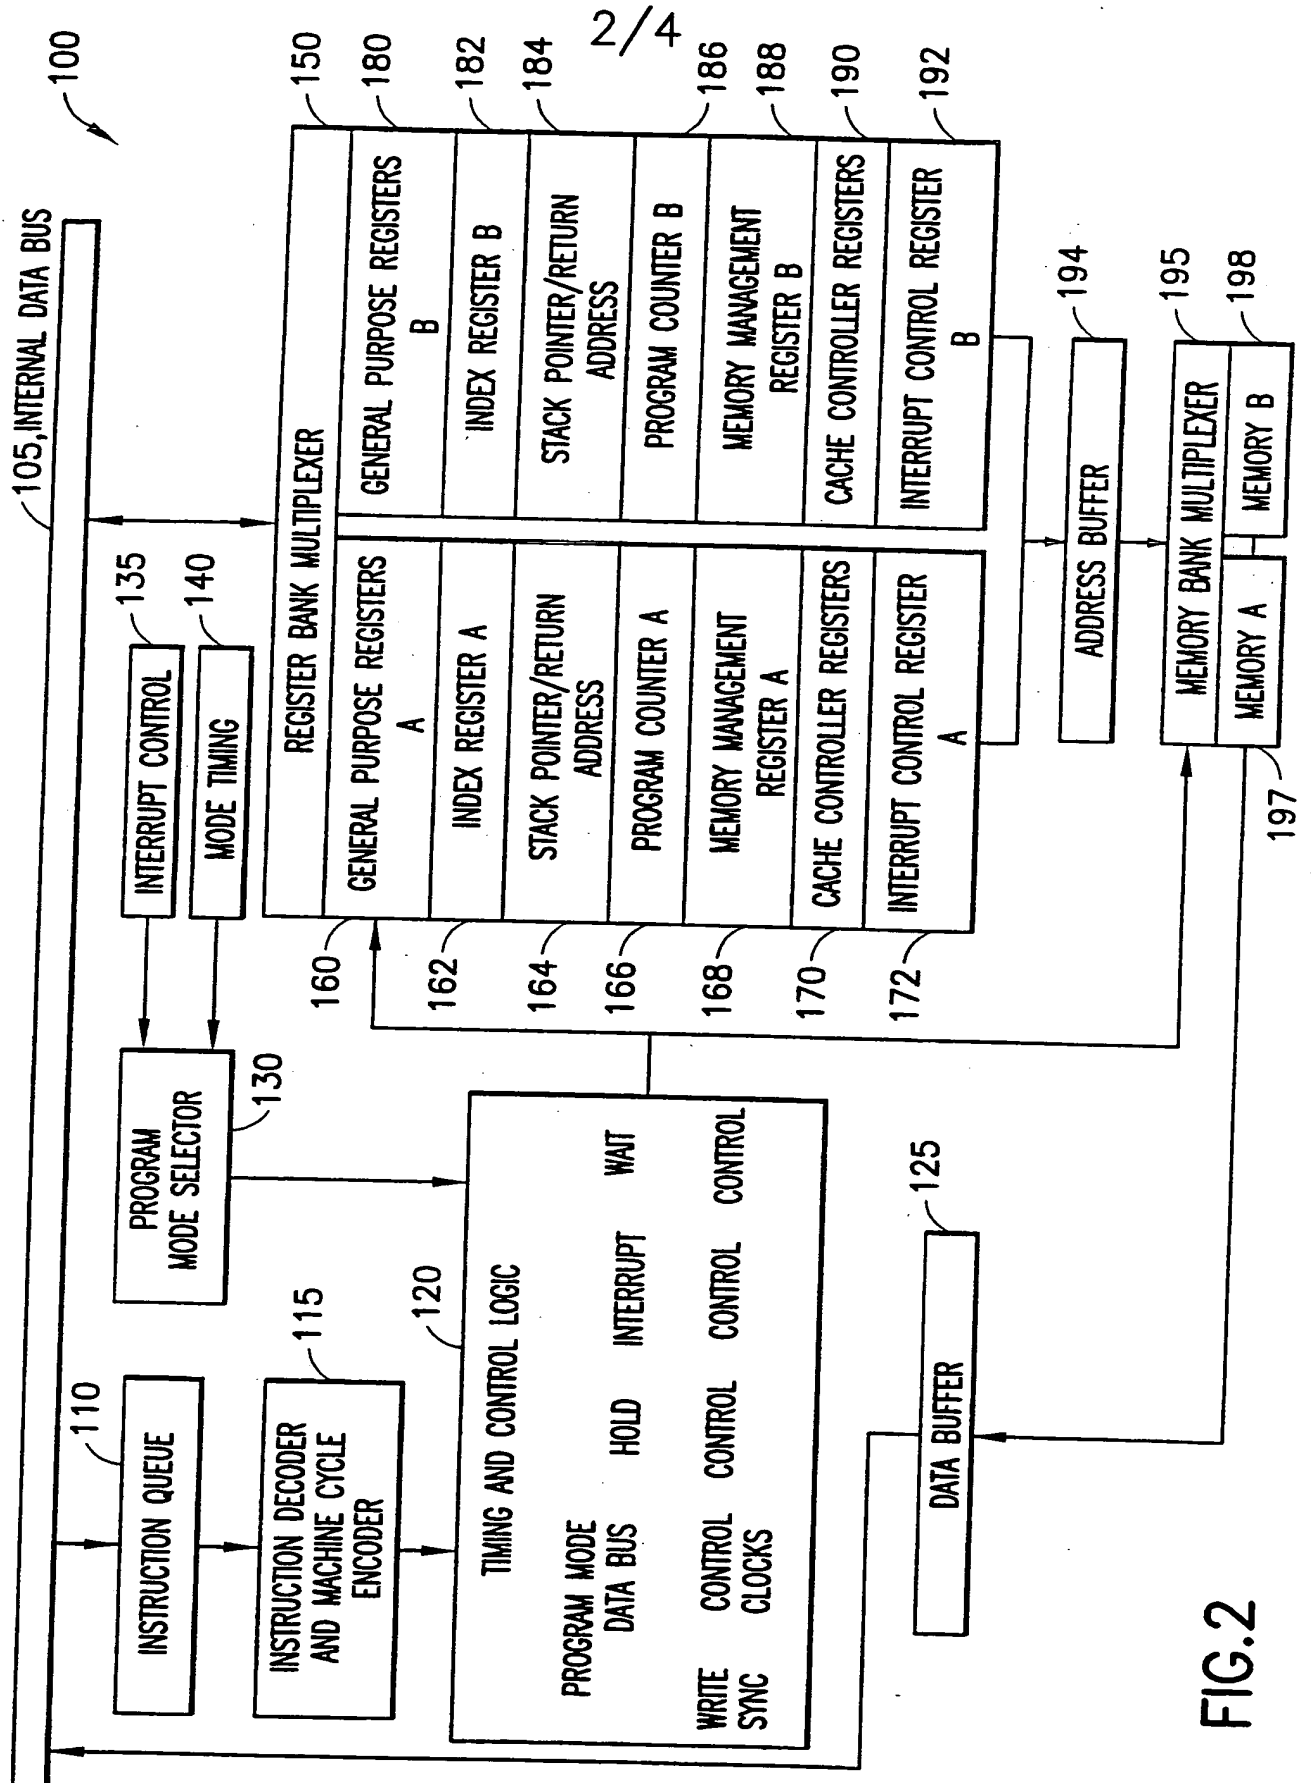 2/4
100
105,INTERNAL DATA BUS
110
INSTRUCTION QUEUE
115
INSTRUCTION DECODER
AND MACHINE CYCLE
ENCODER
PROGRAM
MODE SELECTOR
130
INTERRUPT CONTROL
135
MODE TIMING
140
120
TIMING AND CONTROL LOGIC
PROGRAM MODE
DATA BUS
HOLD
INTERRUPT
WAIT
WRITE
CONTROL
CONTROL
CONTROL
CONTROL
SYNC
CLOCKS
125
DATA BUFFER
150
REGISTER BANK MULTIPLEXER
160
GENERAL PURPOSE REGISTERS
A
162
INDEX REGISTER A
164
STACK POINTER/RETURN
ADDRESS
166
PROGRAM COUNTER A
168
MEMORY MANAGEMENT
REGISTER A
170
CACHE CONTROLLER REGISTERS
172
INTERRUPT CONTROL REGISTER
A
180
GENERAL PURPOSE REGISTERS
B
182
INDEX REGISTER B
184
STACK POINTER/RETURN
ADDRESS
186
PROGRAM COUNTER B
188
MEMORY MANAGEMENT
REGISTER B
190
CACHE CONTROLLER REGISTERS
192
INTERRUPT CONTROL REGISTER
B
194
ADDRESS BUFFER
195
MEMORY BANK MULTIPLEXER
197
MEMORY A
198
MEMORY B
FIG.2